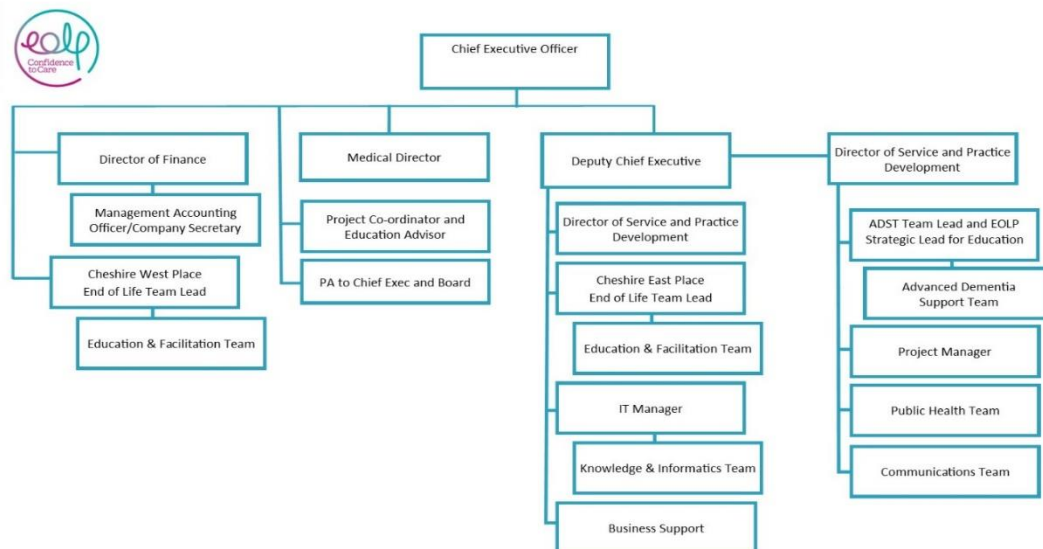 eolp
Confidence
to Care
Chief Executive Officer
Director of Finance
Medical Director
Deputy Chief Executive
Director of Service and Practice
Development
Management Accounting
Officer/Company Secretary
Project Co-ordinator and
Education Advisor
Director of Service and Practice
Development
ADST Team Lead and EOLP
Strategic Lead for Education
Cheshire West Place
End of Life Team Lead
PA to Chief Exec and Board
Cheshire East Place
End of Life Team Lead
Advanced Dementia
Support Team
Education & Facilitation Team
Education & Facilitation Team
Project Manager
IT Manager
Public Health Team
Knowledge & Informatics Team
Communications Team
Business Support